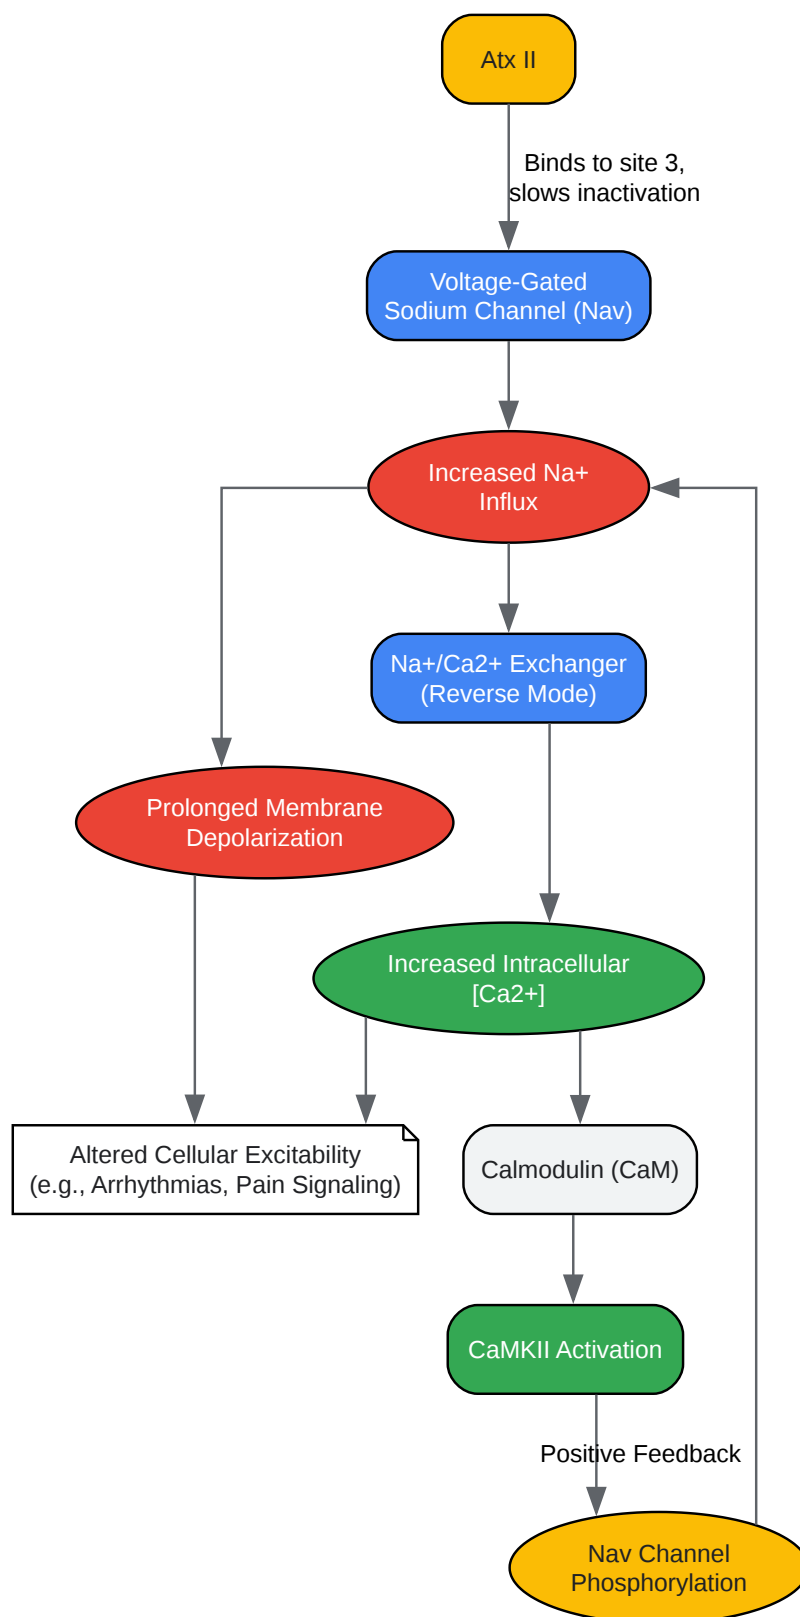 Atx II
Binds to site 3,
slows inactivation
Voltage-Gated
Sodium Channel (Nav)
Increased Na+
Influx
Na+/Ca2+ Exchanger
(Reverse Mode)
Prolonged Membrane
Depolarization
Increased Intracellular
[Ca2+]
Altered Cellular Excitability
(e.g., Arrhythmias, Pain Signaling)
Calmodulin (CaM)
CaMKII Activation
Positive Feedback
Nav Channel
Phosphorylation